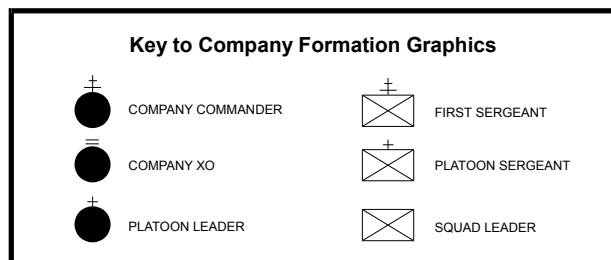 Key to Company Formation Graphics
COMPANY COMMANDER
FIRST SERGEANT
COMPANY XO
PLATOON SERGEANT
PLATOON LEADER
SQUAD LEADER